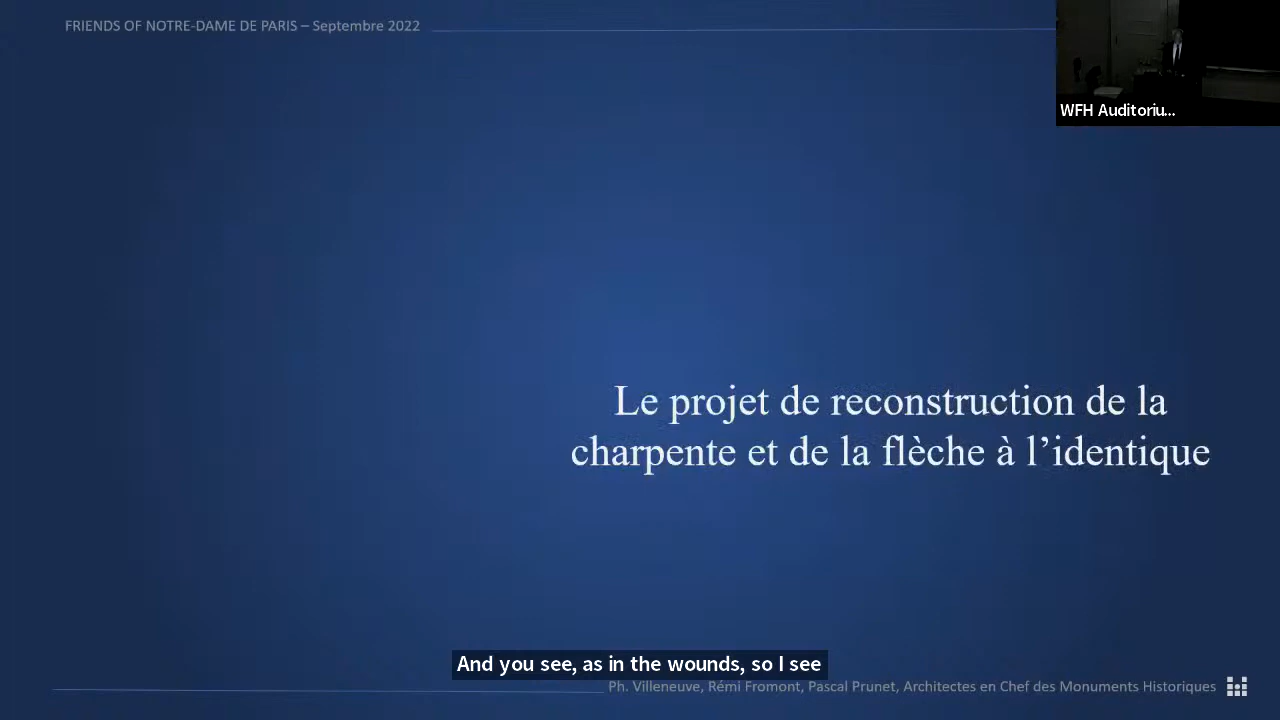 FRIENDS OF NOTRE-DAME DE PARIS – Septembre 2022
WFH Auditoriu...
Le projet de reconstruction de la
charpente et de la flèche à l’identique
And you see, as in the wounds, so I see
Ph. Villeneuve, Rémi Fromont, Pascal Prunet, Architectes en Chef des Monuments Historiques